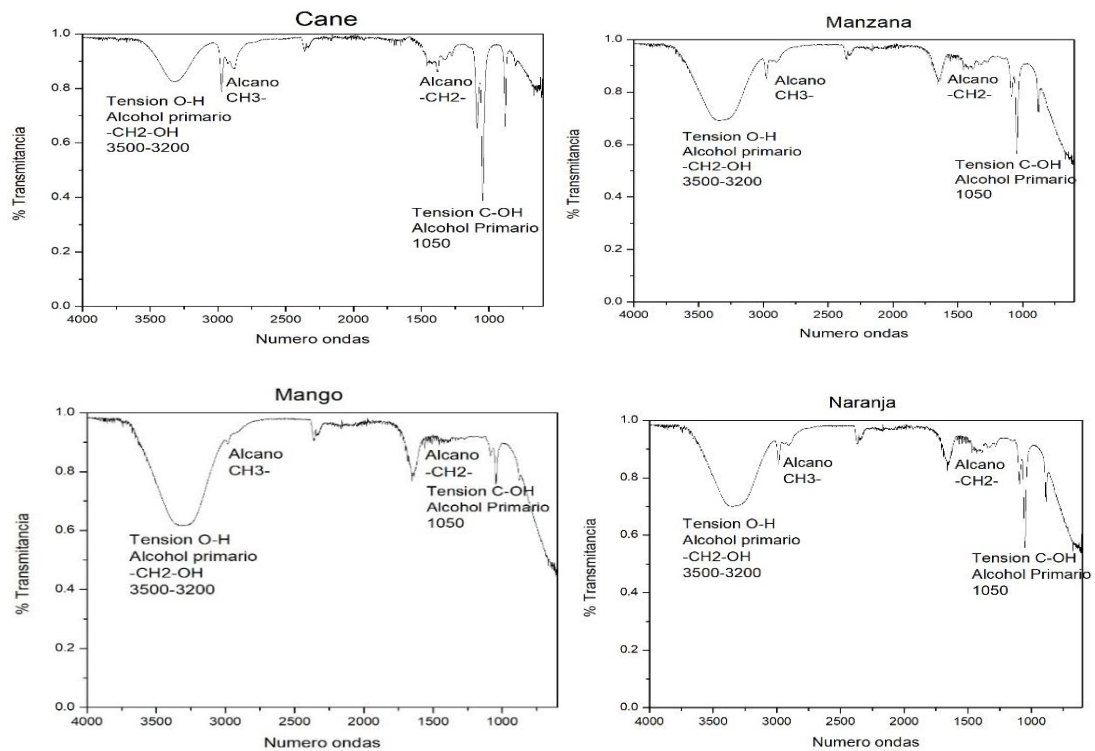 Cane
1.0
0.8
0.6
0.4
0.2
0.0
% Transmitancia
Tension O-H
Alcohol primario
-CH2-OH
3500-3200
Alcano
CH3-
Alcano
-CH2-
Tension C-OH
Alcohol Primario
1050
4000 3500 3000 2500 2000 1500 1000
Numero ondas
Manzana
1.0
0.8
0.6
0.4
0.2
0.0
% Transmitancia
Tension O-H
Alcohol primario
-CH2-OH
3500-3200
Alcano
CH3-
Alcano
-CH2-
Tension C-OH
Alcohol Primario
1050
4000 3500 3000 2500 2000 1500 1000
Numero ondas
Mango
1.0
0.8
0.6
0.4
0.2
0.0
% Transmitancia
Tension O-H
Alcohol primario
-CH2-OH
3500-3200
Alcano
CH3-
Alcano
-CH2-
Tension C-OH
Alcohol Primario
1050
4000 3500 3000 2500 2000 1500 1000
Numero ondas
Naranja
1.0
0.8
0.6
0.4
0.2
0.0
% Transmitancia
Tension O-H
Alcohol primario
-CH2-OH
3500-3200
Alcano
CH3-
Alcano
-CH2-
Tension C-OH
Alcohol Primario
1050
4000 3500 3000 2500 2000 1500 1000
Numero ondas